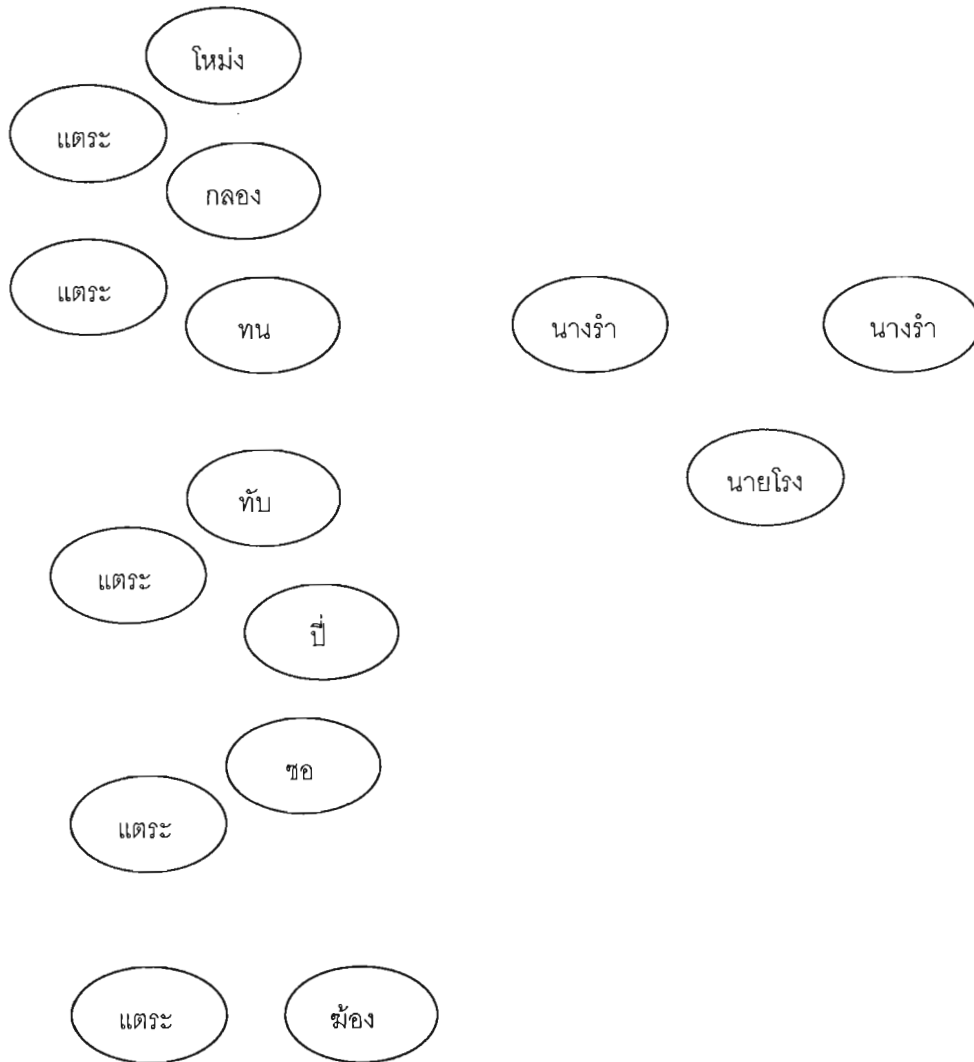 โหม่ง
แตระ
กลอง
แตระ
ทน
นางรำ
นางรำ
นายโรง
ทับ
แตระ
ปี่
ซอ
แตระ
แตระ
ฆ้อง